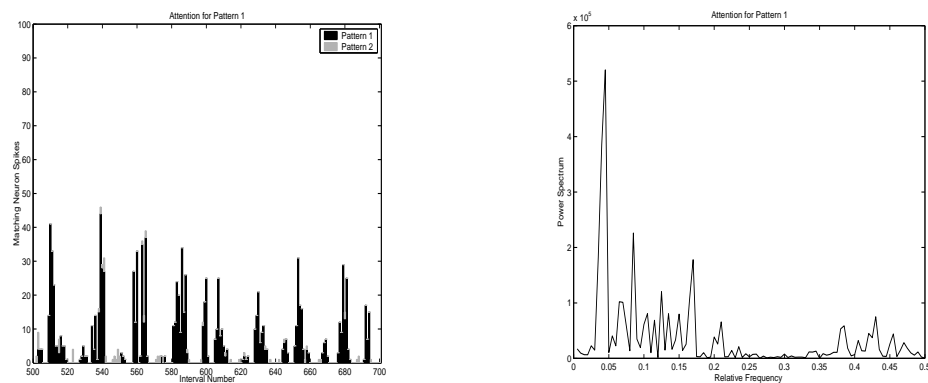 Attention for Pattern 1
100
90
80
70
60
50
40
30
20
10
0
Matching Neuron Spikes
Pattern 1
Pattern 2
500 520 540 560 580 600 620 640 660 680 700
Interval Number
Attention for Pattern 1
x 10^5
6
5
4
3
2
1
0
Power Spectrum
0 0.05 0.1 0.15 0.2 0.25 0.3 0.35 0.4 0.45 0.5
Relative Frequency